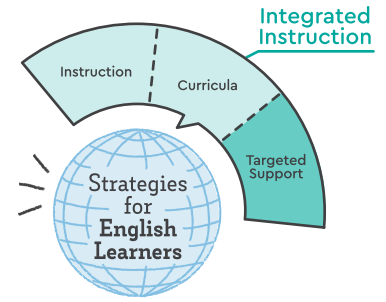 Integrated
Instruction
Instruction
Curricula
Targeted
Support
Strategies
for
English
Learners